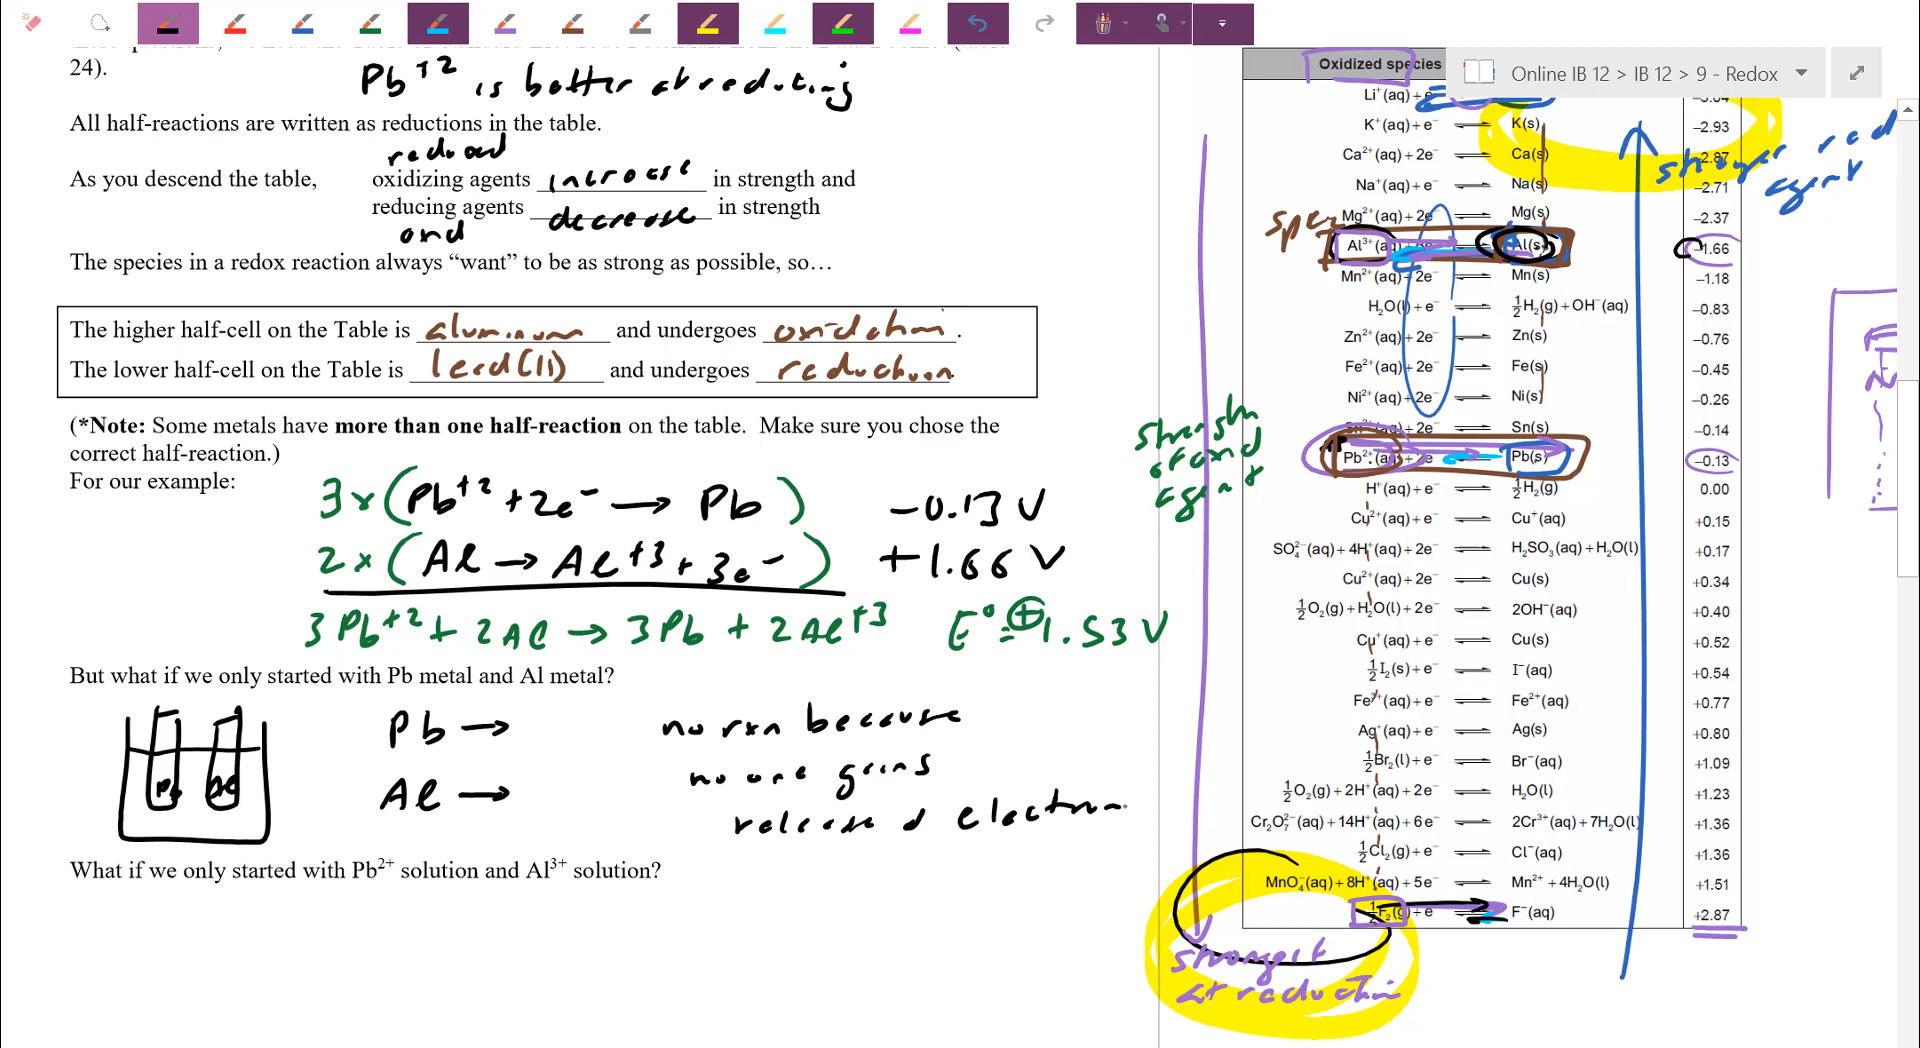 24).
Pb+2 is better at reducing
All half-reactions are written as reductions in the table.
reduced
As you descend the table, oxidizing agents increase in strength and
reducing agents decrease in strength
oxid
The species in a redox reaction always “want” to be as strong as possible, so…
The higher half-cell on the Table is aluminum and undergoes oxidation.
The lower half-cell on the Table is lead(II) and undergoes reduction.
(*Note: Some metals have more than one half-reaction on the table. Make sure you chose the
correct half-reaction.)
For our example:
3x (Pb+2 + 2e- → Pb) -0.13 V
2x (Al → Al+3 + 3e-) +1.66 V
3Pb+2 + 2Al → 3Pb + 2Al+3 E° = +1.53 V
But what if we only started with Pb metal and Al metal?
Pb → no rxn because
Al → no one gains
released electron
Al
What if we only started with Pb2+ solution and Al3+ solution?
Online IB 12 > IB 12 > 9 - Redox
Oxidized species
Li+(aq) + e-
K+(aq) + e- ⇌ K(s) –2.93
Ca2+(aq) + 2e- ⇌ Ca(s) –2.87
Na+(aq) + e- ⇌ Na(s) –2.71
Mg2+(aq) + 2e- ⇌ Mg(s) –2.37
Al3+(aq) ⇌ Al(s) –1.66
Mn2+(aq) + 2e- ⇌ Mn(s) –1.18
H2O(l) + e- ⇌ ½H2(g) + OH-(aq) –0.83
Zn2+(aq) + 2e- ⇌ Zn(s) –0.76
Fe2+(aq) + 2e- ⇌ Fe(s) –0.45
Ni2+(aq) + 2e- ⇌ Ni(s) –0.26
Sn2+(aq) + 2e- ⇌ Sn(s) –0.14
Pb2+(aq) + 2e ⇌ Pb(s) –0.13
H+(aq) + e- ⇌ ½H2(g) 0.00
Cu2+(aq) + e- ⇌ Cu+(aq) +0.15
SO42-(aq) + 4H+(aq) + 2e- ⇌ H2SO3(aq) + H2O(l) +0.17
Cu2+(aq) + 2e- ⇌ Cu(s) +0.34
½O2(g) + H2O(l) + 2e- ⇌ 2OH-(aq) +0.40
Cu+(aq) + e- ⇌ Cu(s) +0.52
½I2(s) + e- ⇌ I-(aq) +0.54
Fe3+(aq) + e- ⇌ Fe2+(aq) +0.77
Ag+(aq) + e- ⇌ Ag(s) +0.80
½Br2(l) + e- ⇌ Br-(aq) +1.09
½O2(g) + 2H+(aq) + 2e- ⇌ H2O(l) +1.23
Cr2O72-(aq) + 14H+(aq) + 6e- ⇌ 2Cr3+(aq) + 7H2O(l) +1.36
½Cl2(g) + e- ⇌ Cl-(aq) +1.36
MnO4-(aq) + 8H+(aq) + 5e- ⇌ Mn2+ + 4H2O(l) +1.51
½F2(g) + e ⇌ F-(aq) +2.87
stronger red
agent
strength
of oxid
agent
strongest
at reduction